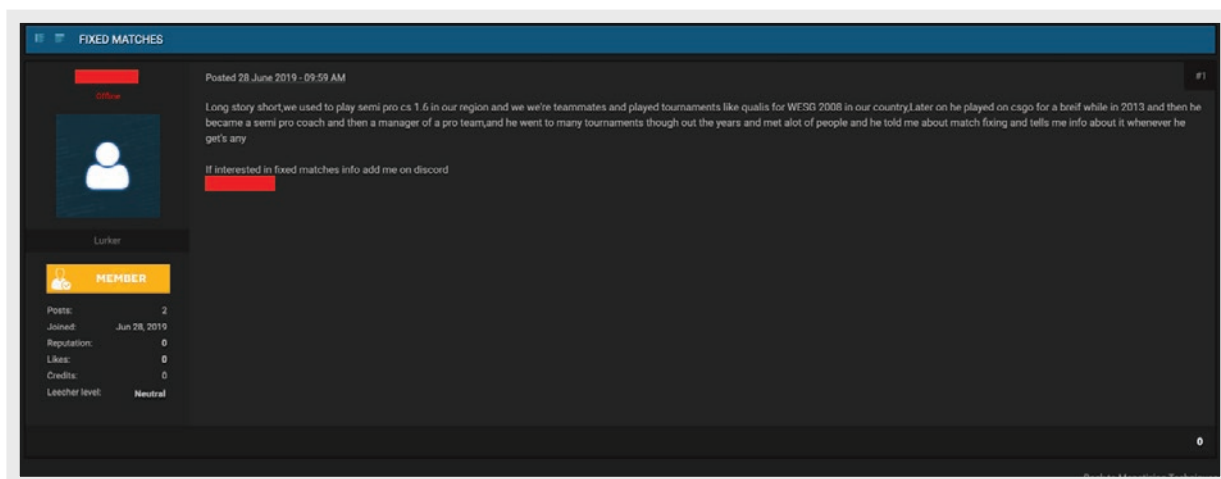 FIXED MATCHES
Offline
Posted 28 June 2019 - 09:59 AM
#1
Long story short,we used to play semi pro cs 1.6 in our region and we we're teammates and played tournaments like qualis for WESG 2008 in our country,Later on he played on csgo for a breif while in 2013 and then he
became a semi pro coach and then a manager of a pro team,and he went to many tournaments though out the years and met alot of people and he told me about match fixing and tells me info about it whenever he
get's any
If interested in fixed matches info add me on discord
Lurker
MEMBER
Posts: 2
Joined: Jun 28, 2019
Reputation: 0
Likes: 0
Credits: 0
Leecher level: Neutral
0